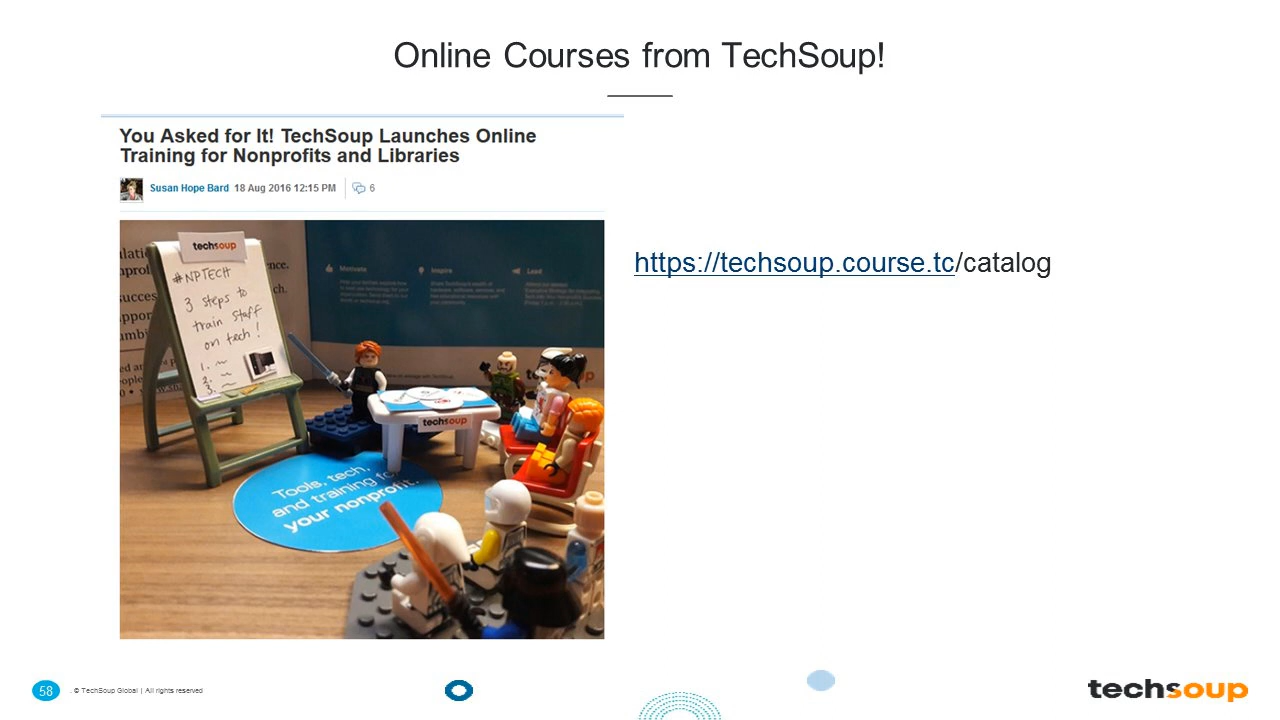 Online Courses from TechSoup!
You Asked for It! TechSoup Launches Online
Training for Nonprofits and Libraries
Susan Hope Bard 18 Aug 2016 12:15 PM 6
https://techsoup.course.tc/catalog
techsoup
#NPTECH
3 steps to
train staff
on tech!
1. ~
2. ~
3. ~
Motivate
Inspire
Lead
techsoup
Tools, tech,
and training for
your nonprofit.
58
. © TechSoup Global | All rights reserved
techsoup